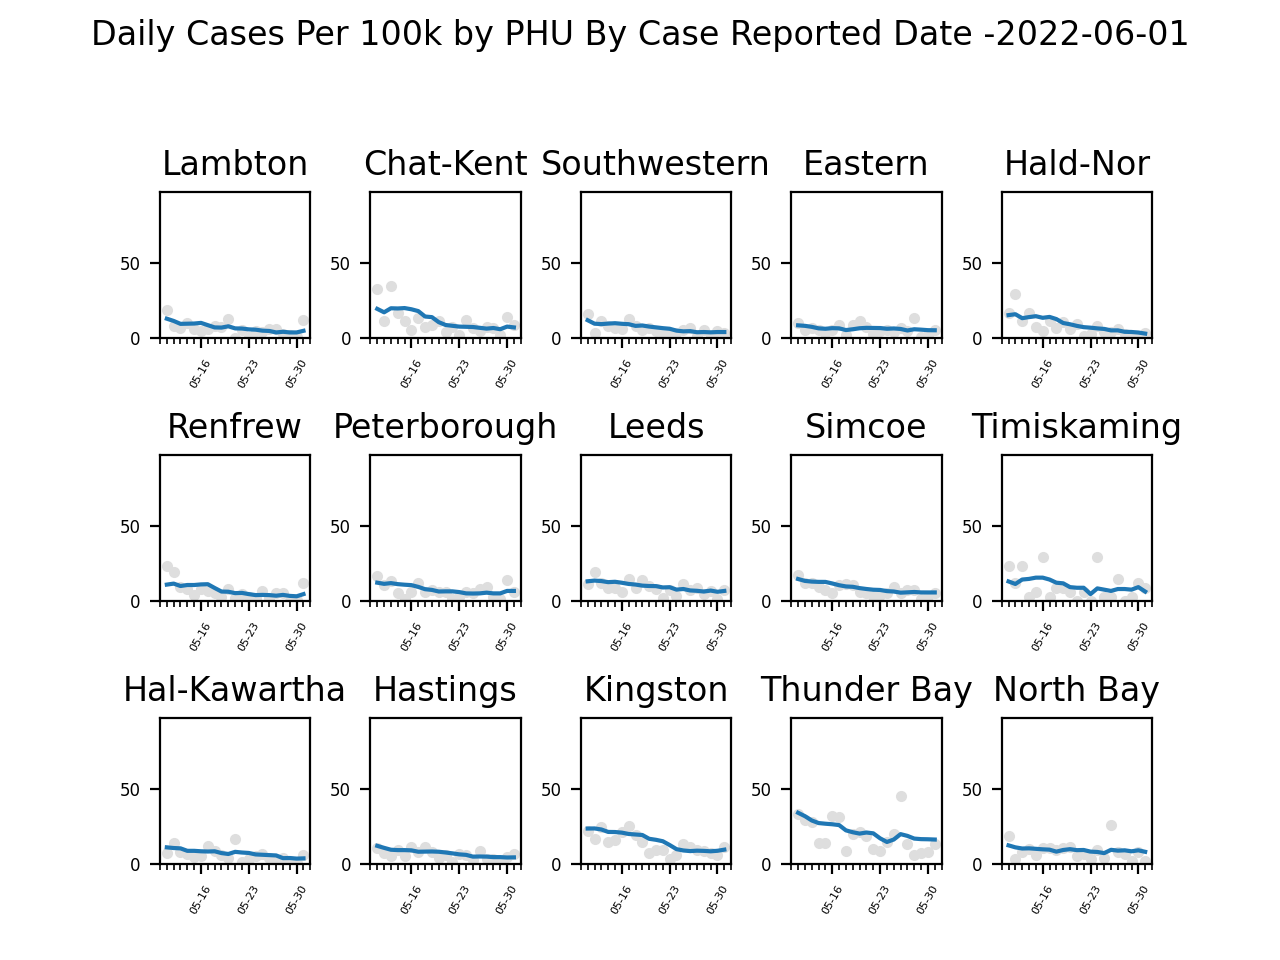 Daily Cases Per 100k by PHU By Case Reported Date -2022-06-01
Lambton Chat-Kent Southwestern Eastern Hald-Nor
50 50 50 50 50
0 0 0 0 0
05-16 05-23 05-30 05-16 05-23 05-30 05-16 05-23 05-30 05-16 05-23 05-30 05-16 05-23 05-30
Renfrew Peterborough Leeds Simcoe Timiskaming
50 50 50 50 50
0 0 0 0 0
05-16 05-23 05-30 05-16 05-23 05-30 05-16 05-23 05-30 05-16 05-23 05-30 05-16 05-23 05-30
Hal-Kawartha Hastings Kingston Thunder Bay North Bay
50 50 50 50 50
0 0 0 0 0
05-16 05-23 05-30 05-16 05-23 05-30 05-16 05-23 05-30 05-16 05-23 05-30 05-16 05-23 05-30